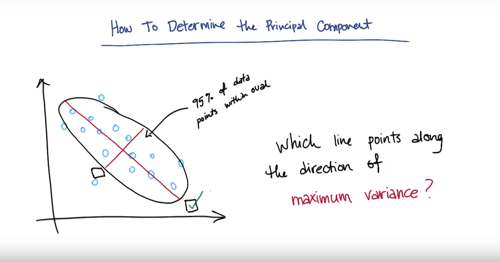 How To Determine the Principal Component
95% of data
points within oval
Which line points along
the direction of
maximum variance?